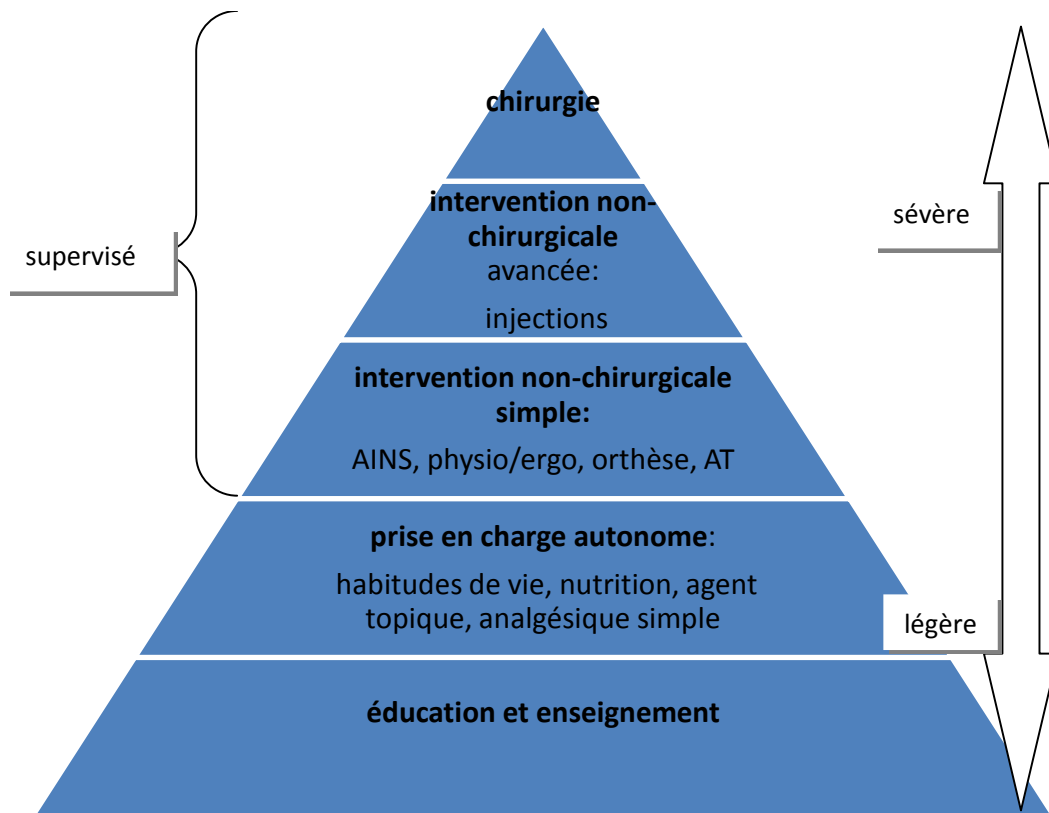 chirurgie
intervention non-
chirurgicale
avancée:
injections
supervisé
sévère
intervention non-chirurgicale
simple:
AINS, physio/ergo, orthèse, AT
prise en charge autonome:
habitudes de vie, nutrition, agent
topique, analgésique simple
légère
éducation et enseignement